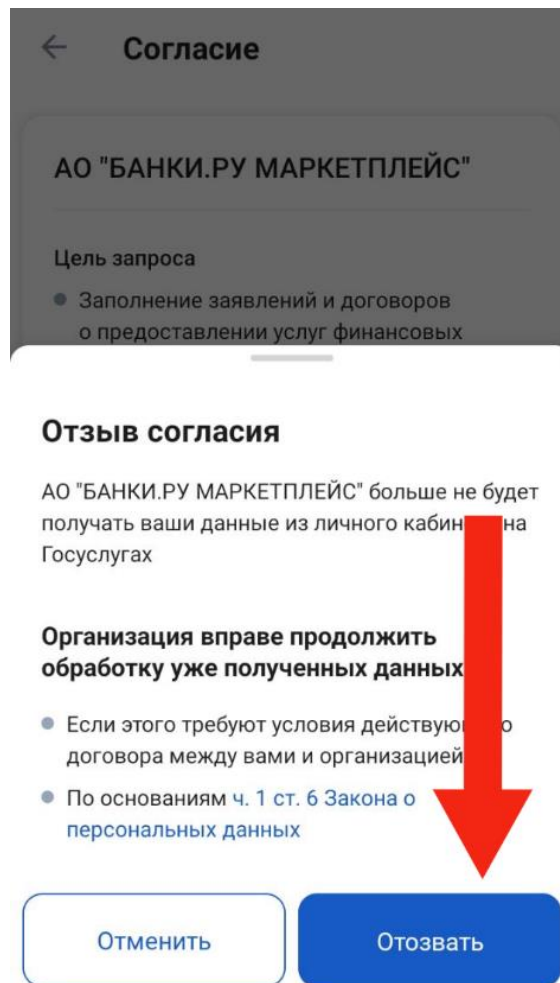 Согласие
АО "БАНКИ.РУ МАРКЕТПЛЕЙС"
Цель запроса
Заполнение заявлений и договоров
о предоставлении услуг финансовых
Отзыв согласия
АО "БАНКИ.РУ МАРКЕТПЛЕЙС" больше не будет
получать ваши данные из личного на
Госуслугах
Организация вправе продолжить
обработку уже полученных данных
Если этого требуют условия
договора между вами и организацией
По основаниям ч. 1 ст. 6 Закона о
персональных данных
Отменить
Отозвать